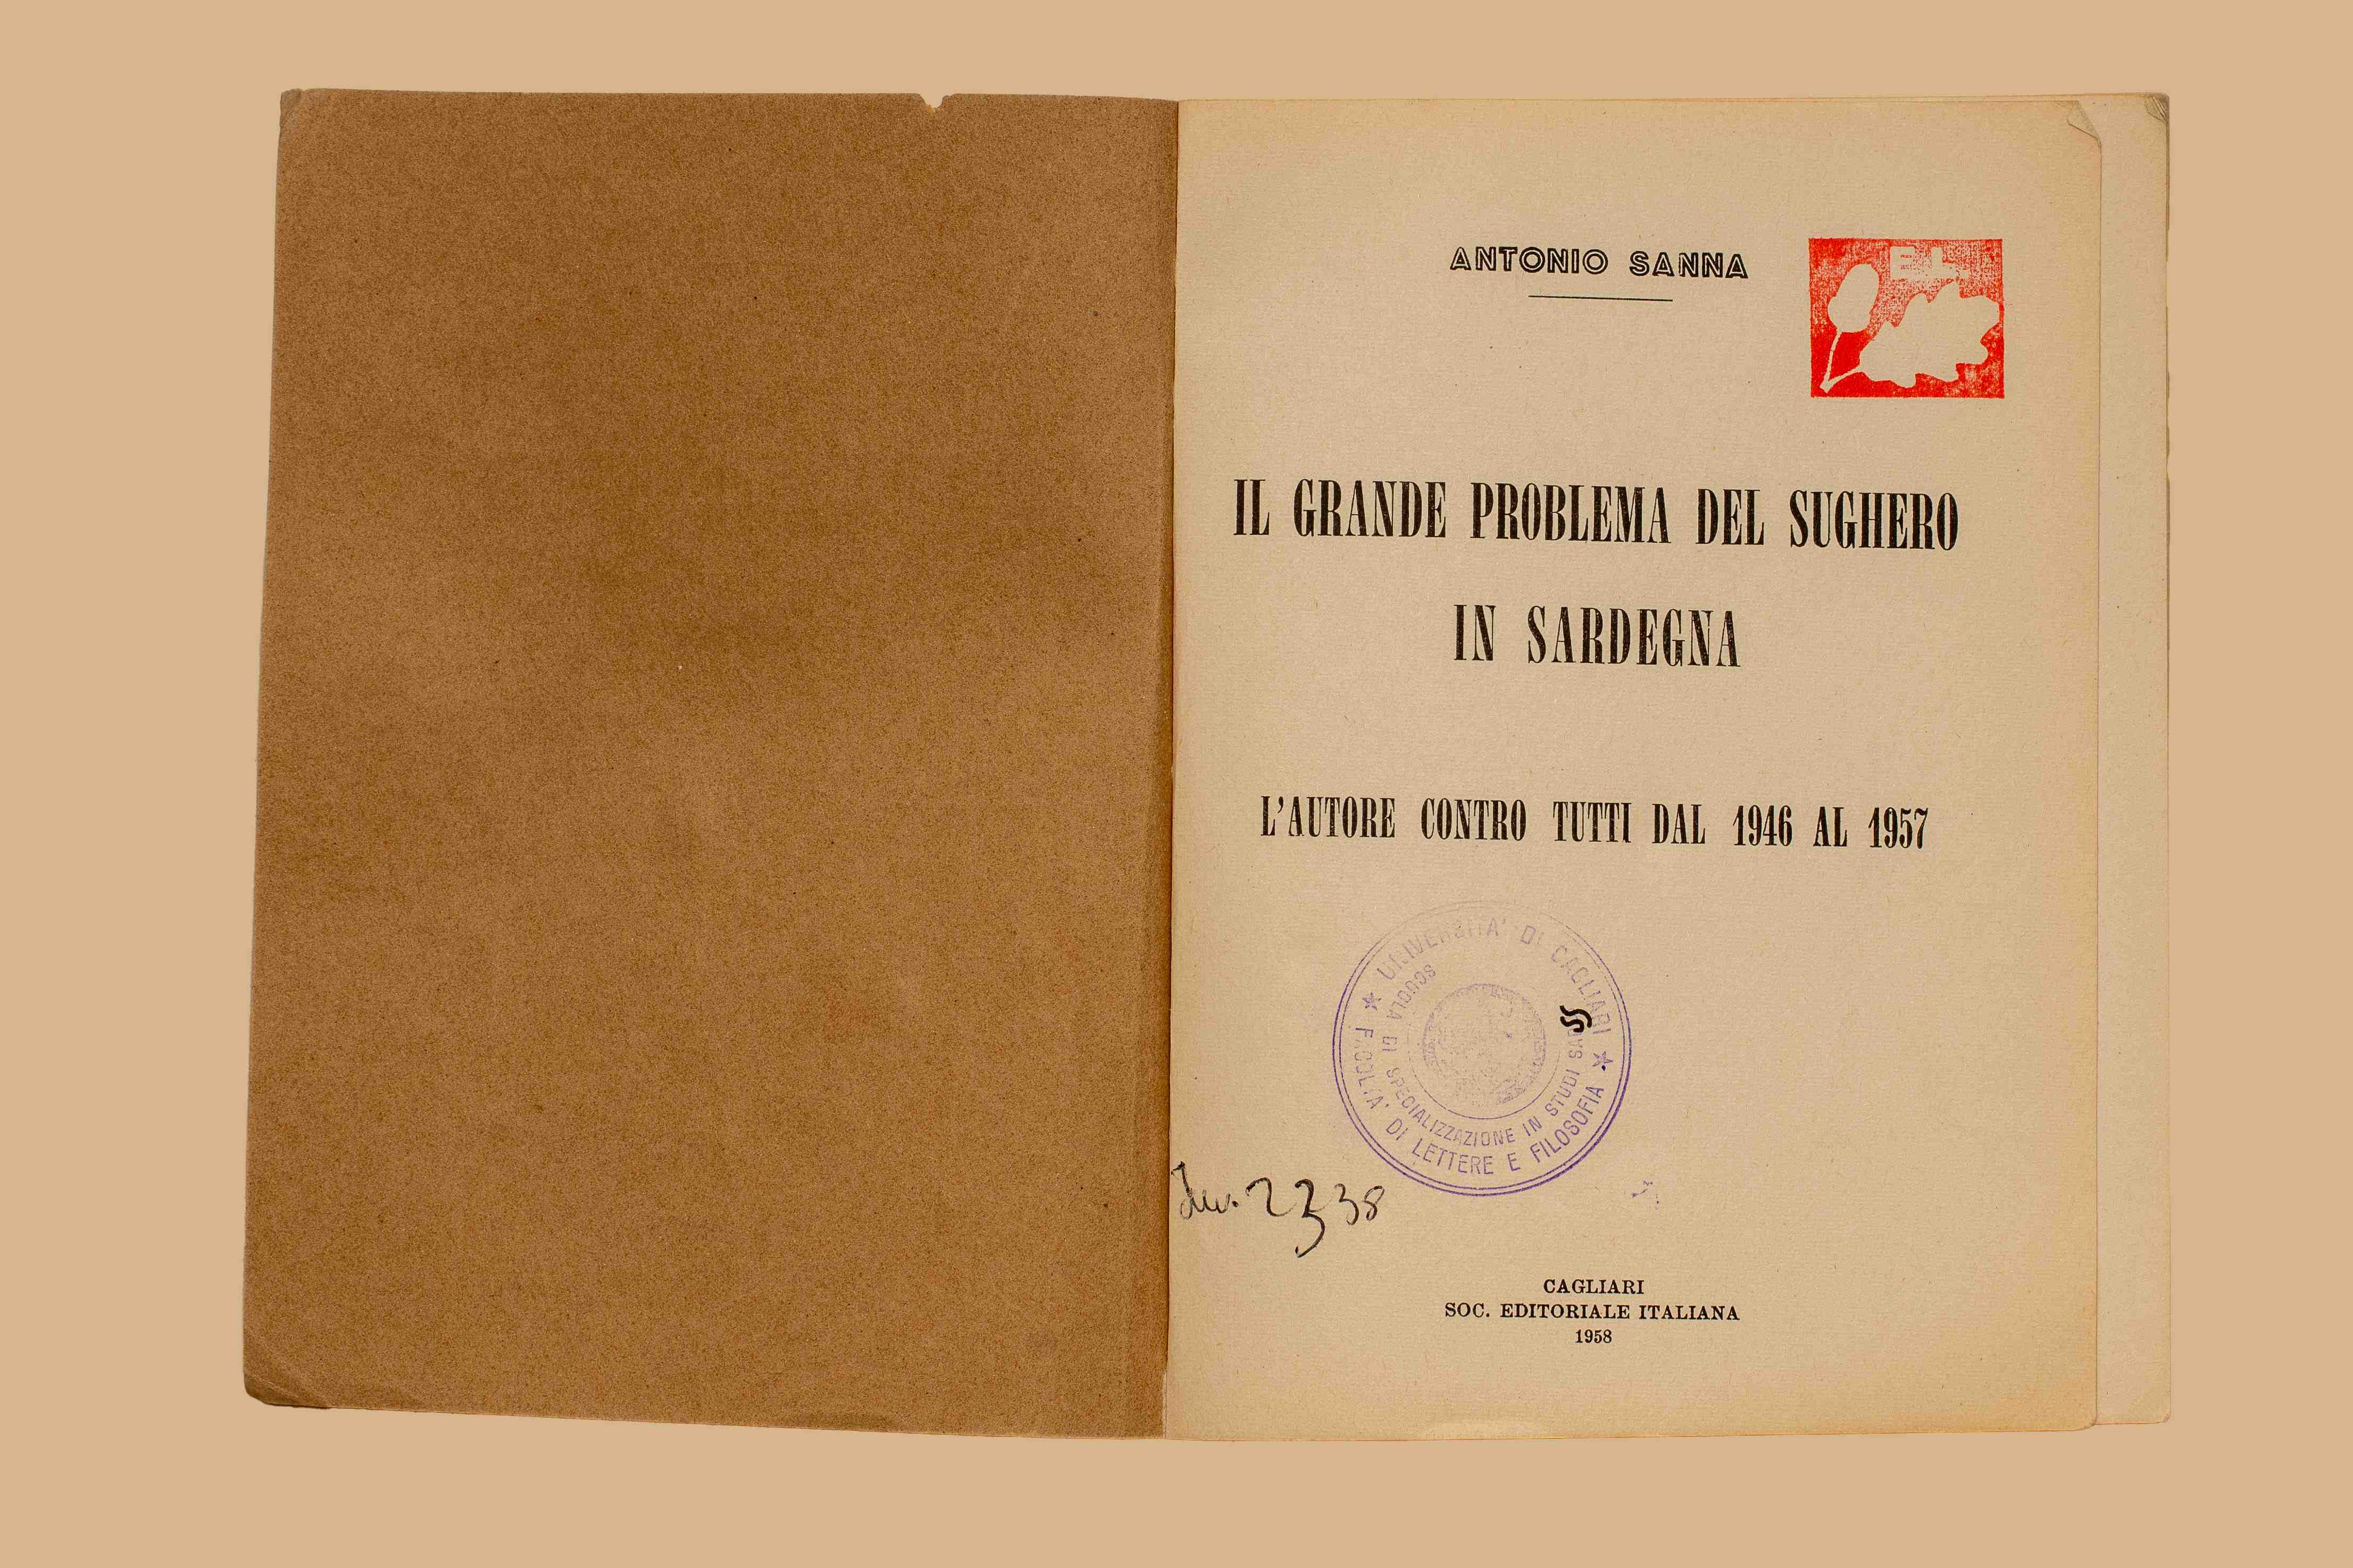 ANTONIO SANNA
E.L.
IL GRANDE PROBLEMA DEL SUGHERO
IN SARDEGNA
L'AUTORE CONTRO TUTTI DAL 1946 AL 1957
★ UNIVERSITA' DI CAGLIARI ★
FACOLTA' DI LETTERE E FILOSOFIA
SCUOLA DI SPECIALIZZAZIONE IN STUDI SAR
Inv. 2338
CAGLIARI
SOC. EDITORIALE ITALIANA
1958